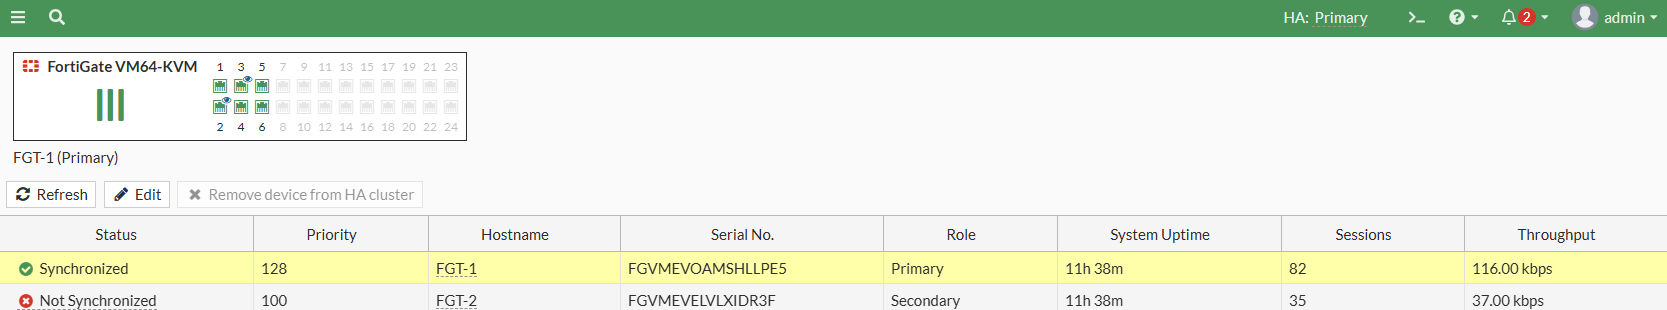 HA: Primary
2
admin
FortiGate VM64-KVM
1 3 5 7 9 11 13 15 17 19 21 23
2 4 6 8 10 12 14 16 18 20 22 24
FGT-1 (Primary)
Refresh Edit Remove device from HA cluster
Status Priority Hostname Serial No. Role System Uptime Sessions Throughput
Synchronized 128 FGT-1 FGVMEVOAMSHLLPE5 Primary 11h 38m 82 116.00 kbps
Not Synchronized 100 FGT-2 FGVMEVELVLXIDR3F Secondary 11h 38m 35 37.00 kbps